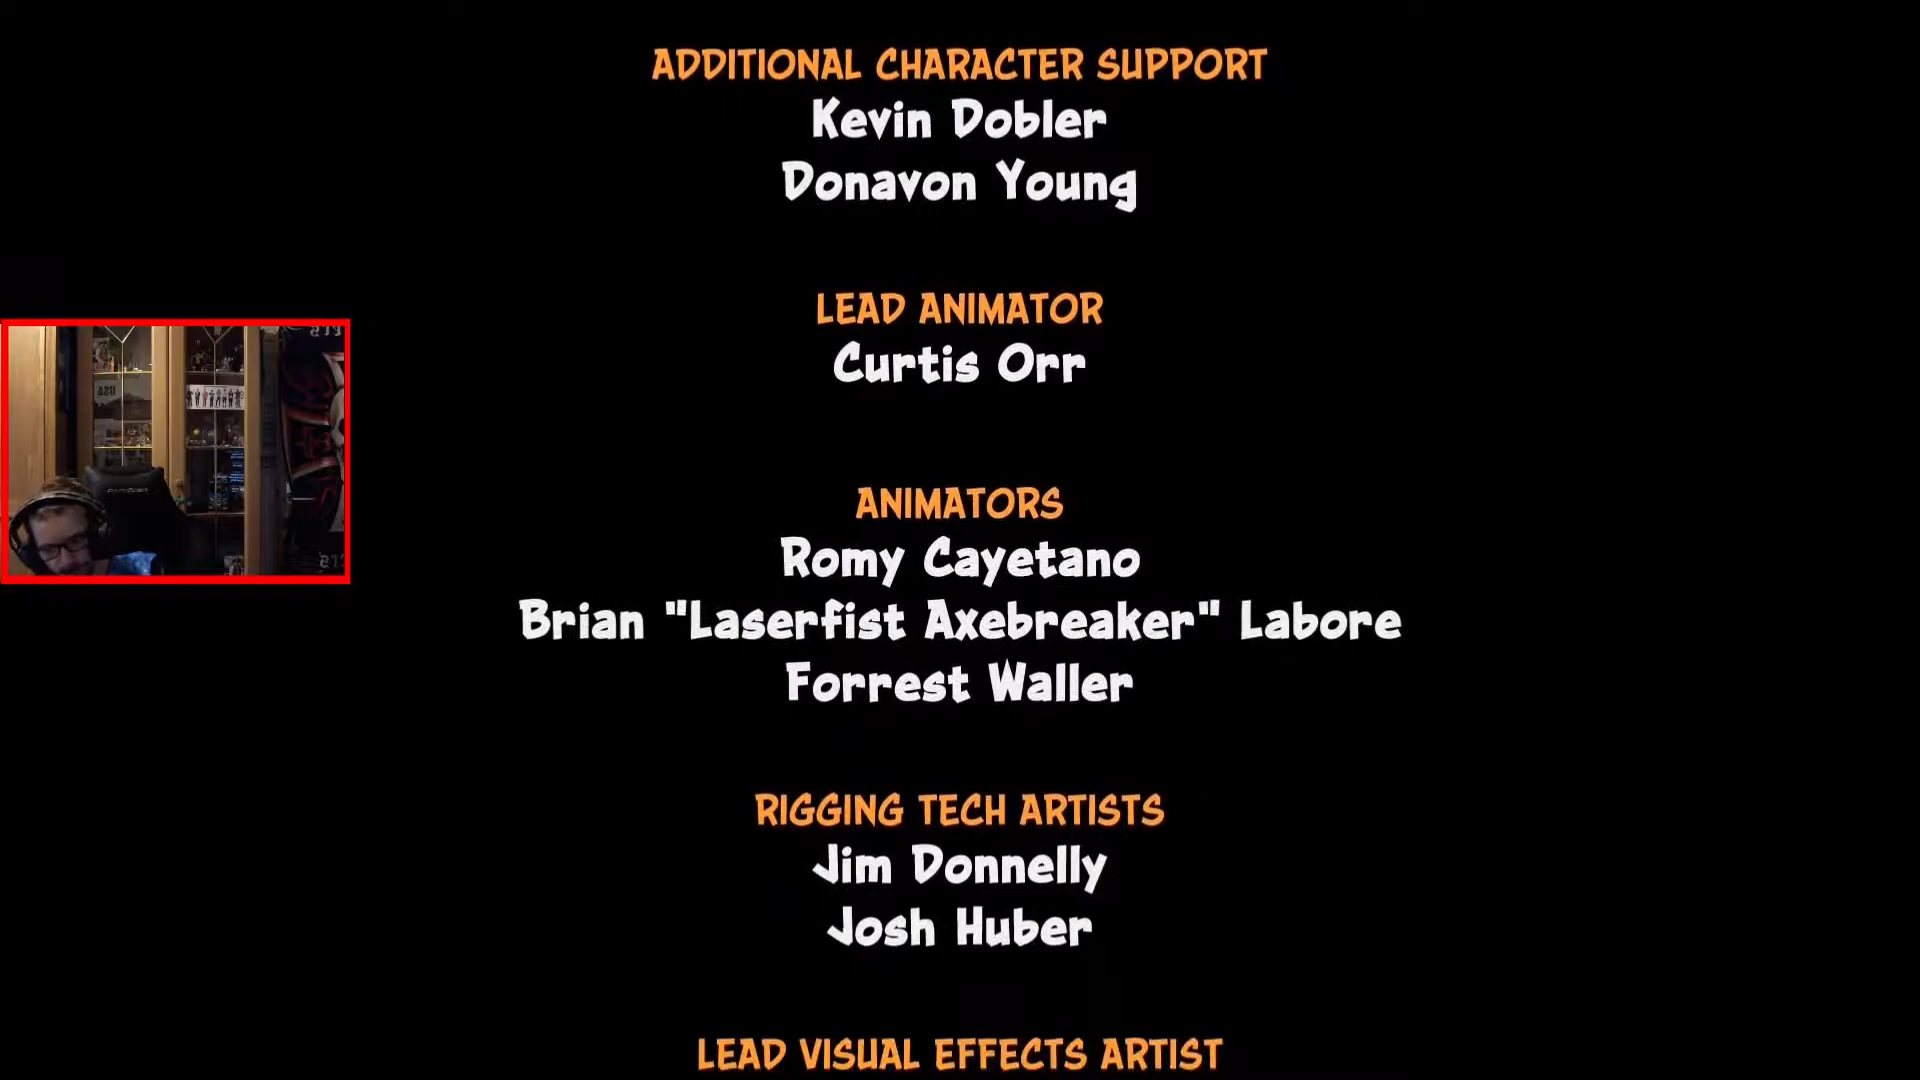 ADDITIONAL CHARACTER SUPPORT
Kevin Dobler
Donavon Young
LEAD ANIMATOR
Curtis Orr
ANIMATORS
Romy Cayetano
Brian "Laserfist Axebreaker" Labore
Forrest Waller
RIGGING TECH ARTISTS
Jim Donnelly
Josh Huber
LEAD VISUAL EFFECTS ARTIST